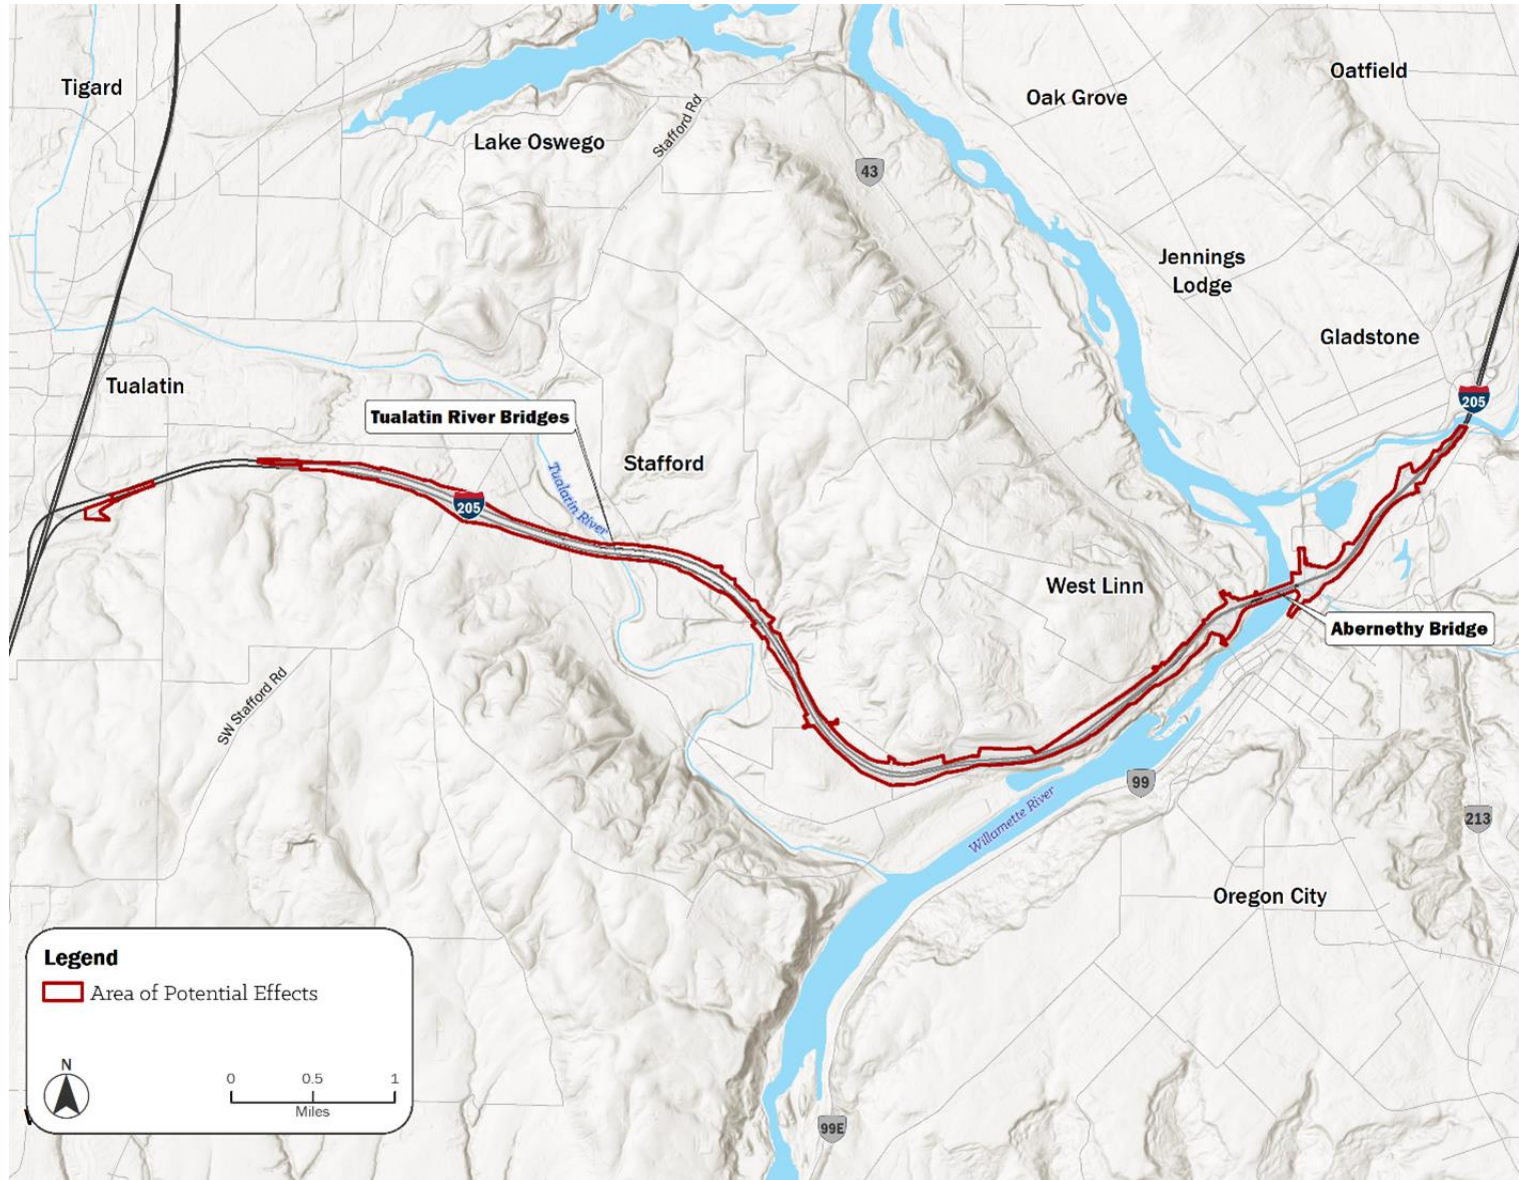 Tigard
Oatfield
Oak Grove
Lake Oswego
Stafford Rd
43
Jennings
Lodge
Gladstone
Tualatin
205
Tualatin River Bridges
Stafford
Tualatin River
205
West Linn
Abernethy Bridge
SW Stafford Rd
99
Willamette River
213
Oregon City
Legend
Area of Potential Effects
N
0 0.5 1
Miles
99E